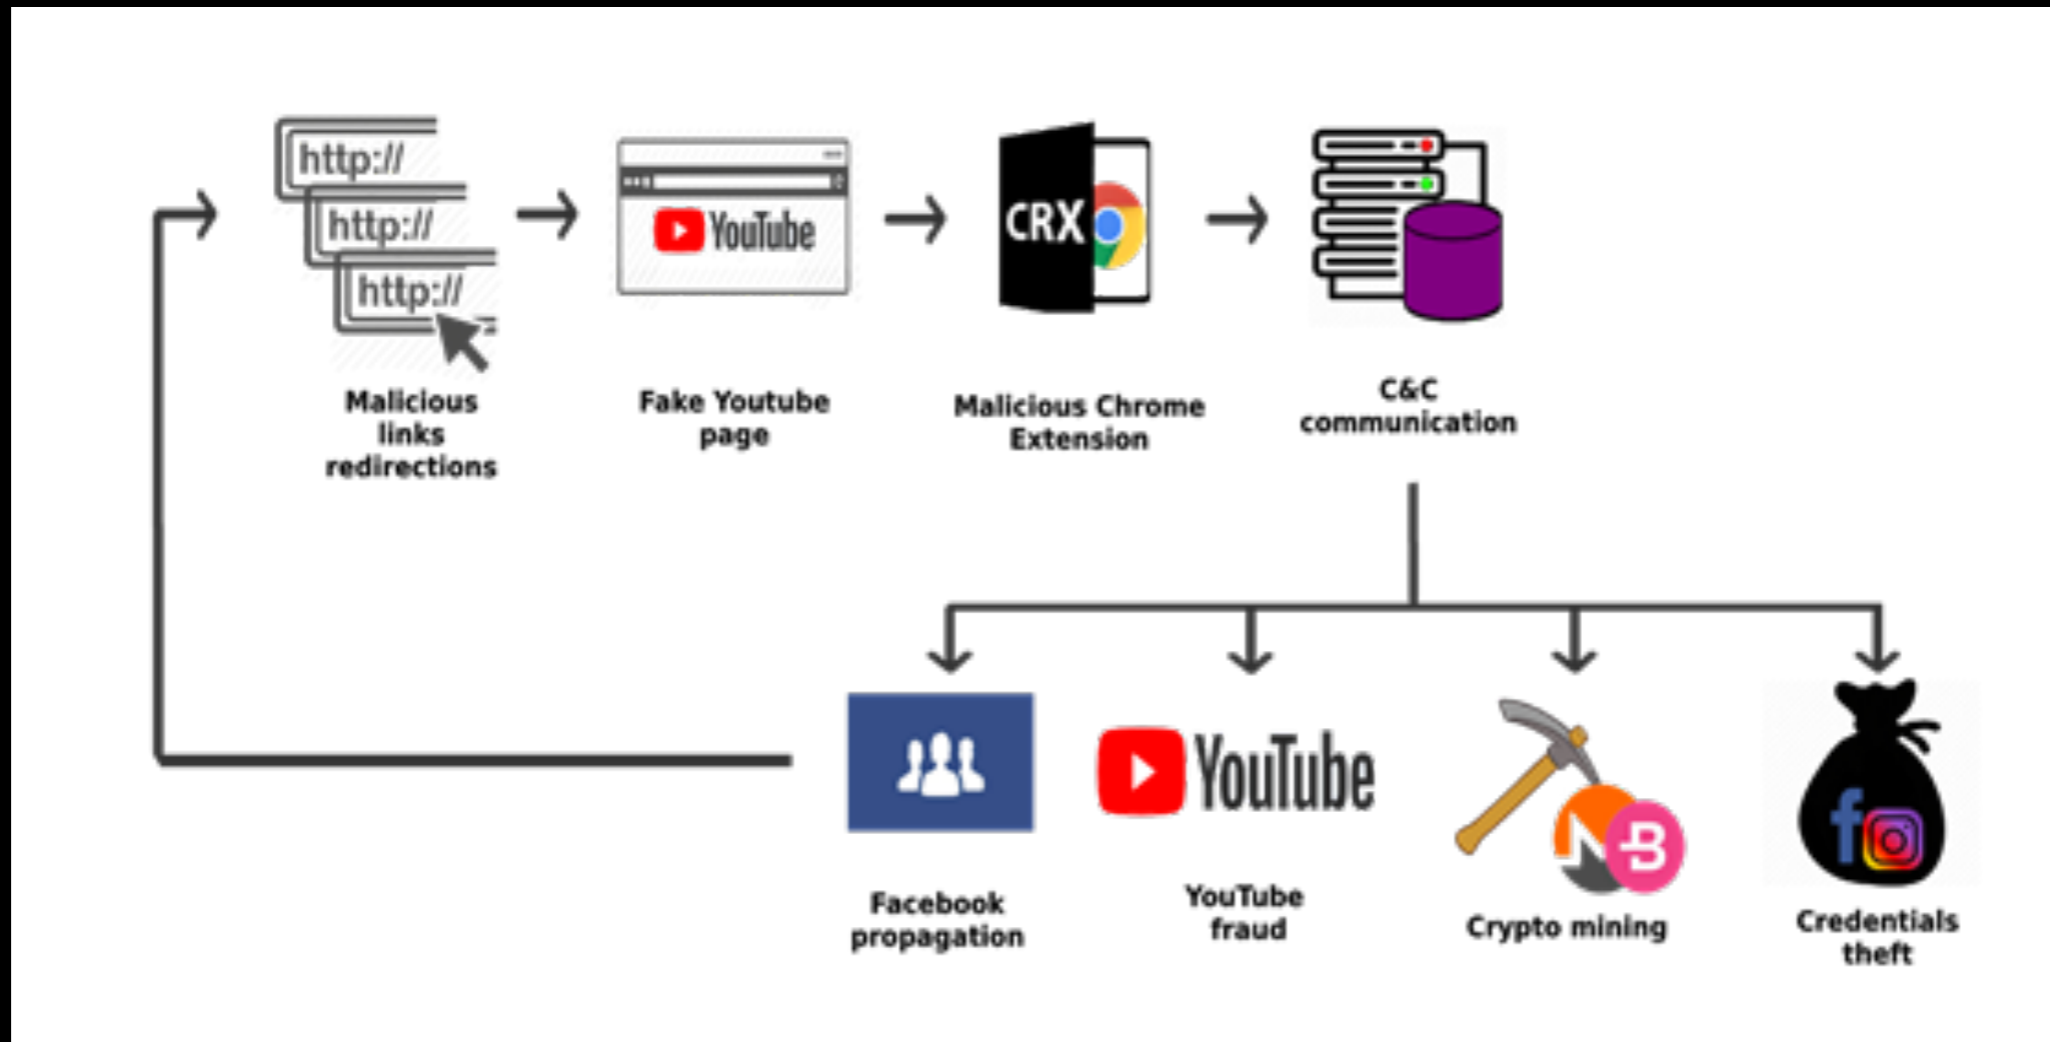 http://
http://
http://
YouTube
CRX
Malicious
links
redirections
Fake Youtube
page
Malicious Chrome
Extension
C&C
communication
YouTube
Facebook
propagation
YouTube
fraud
Crypto mining
Credentials
theft